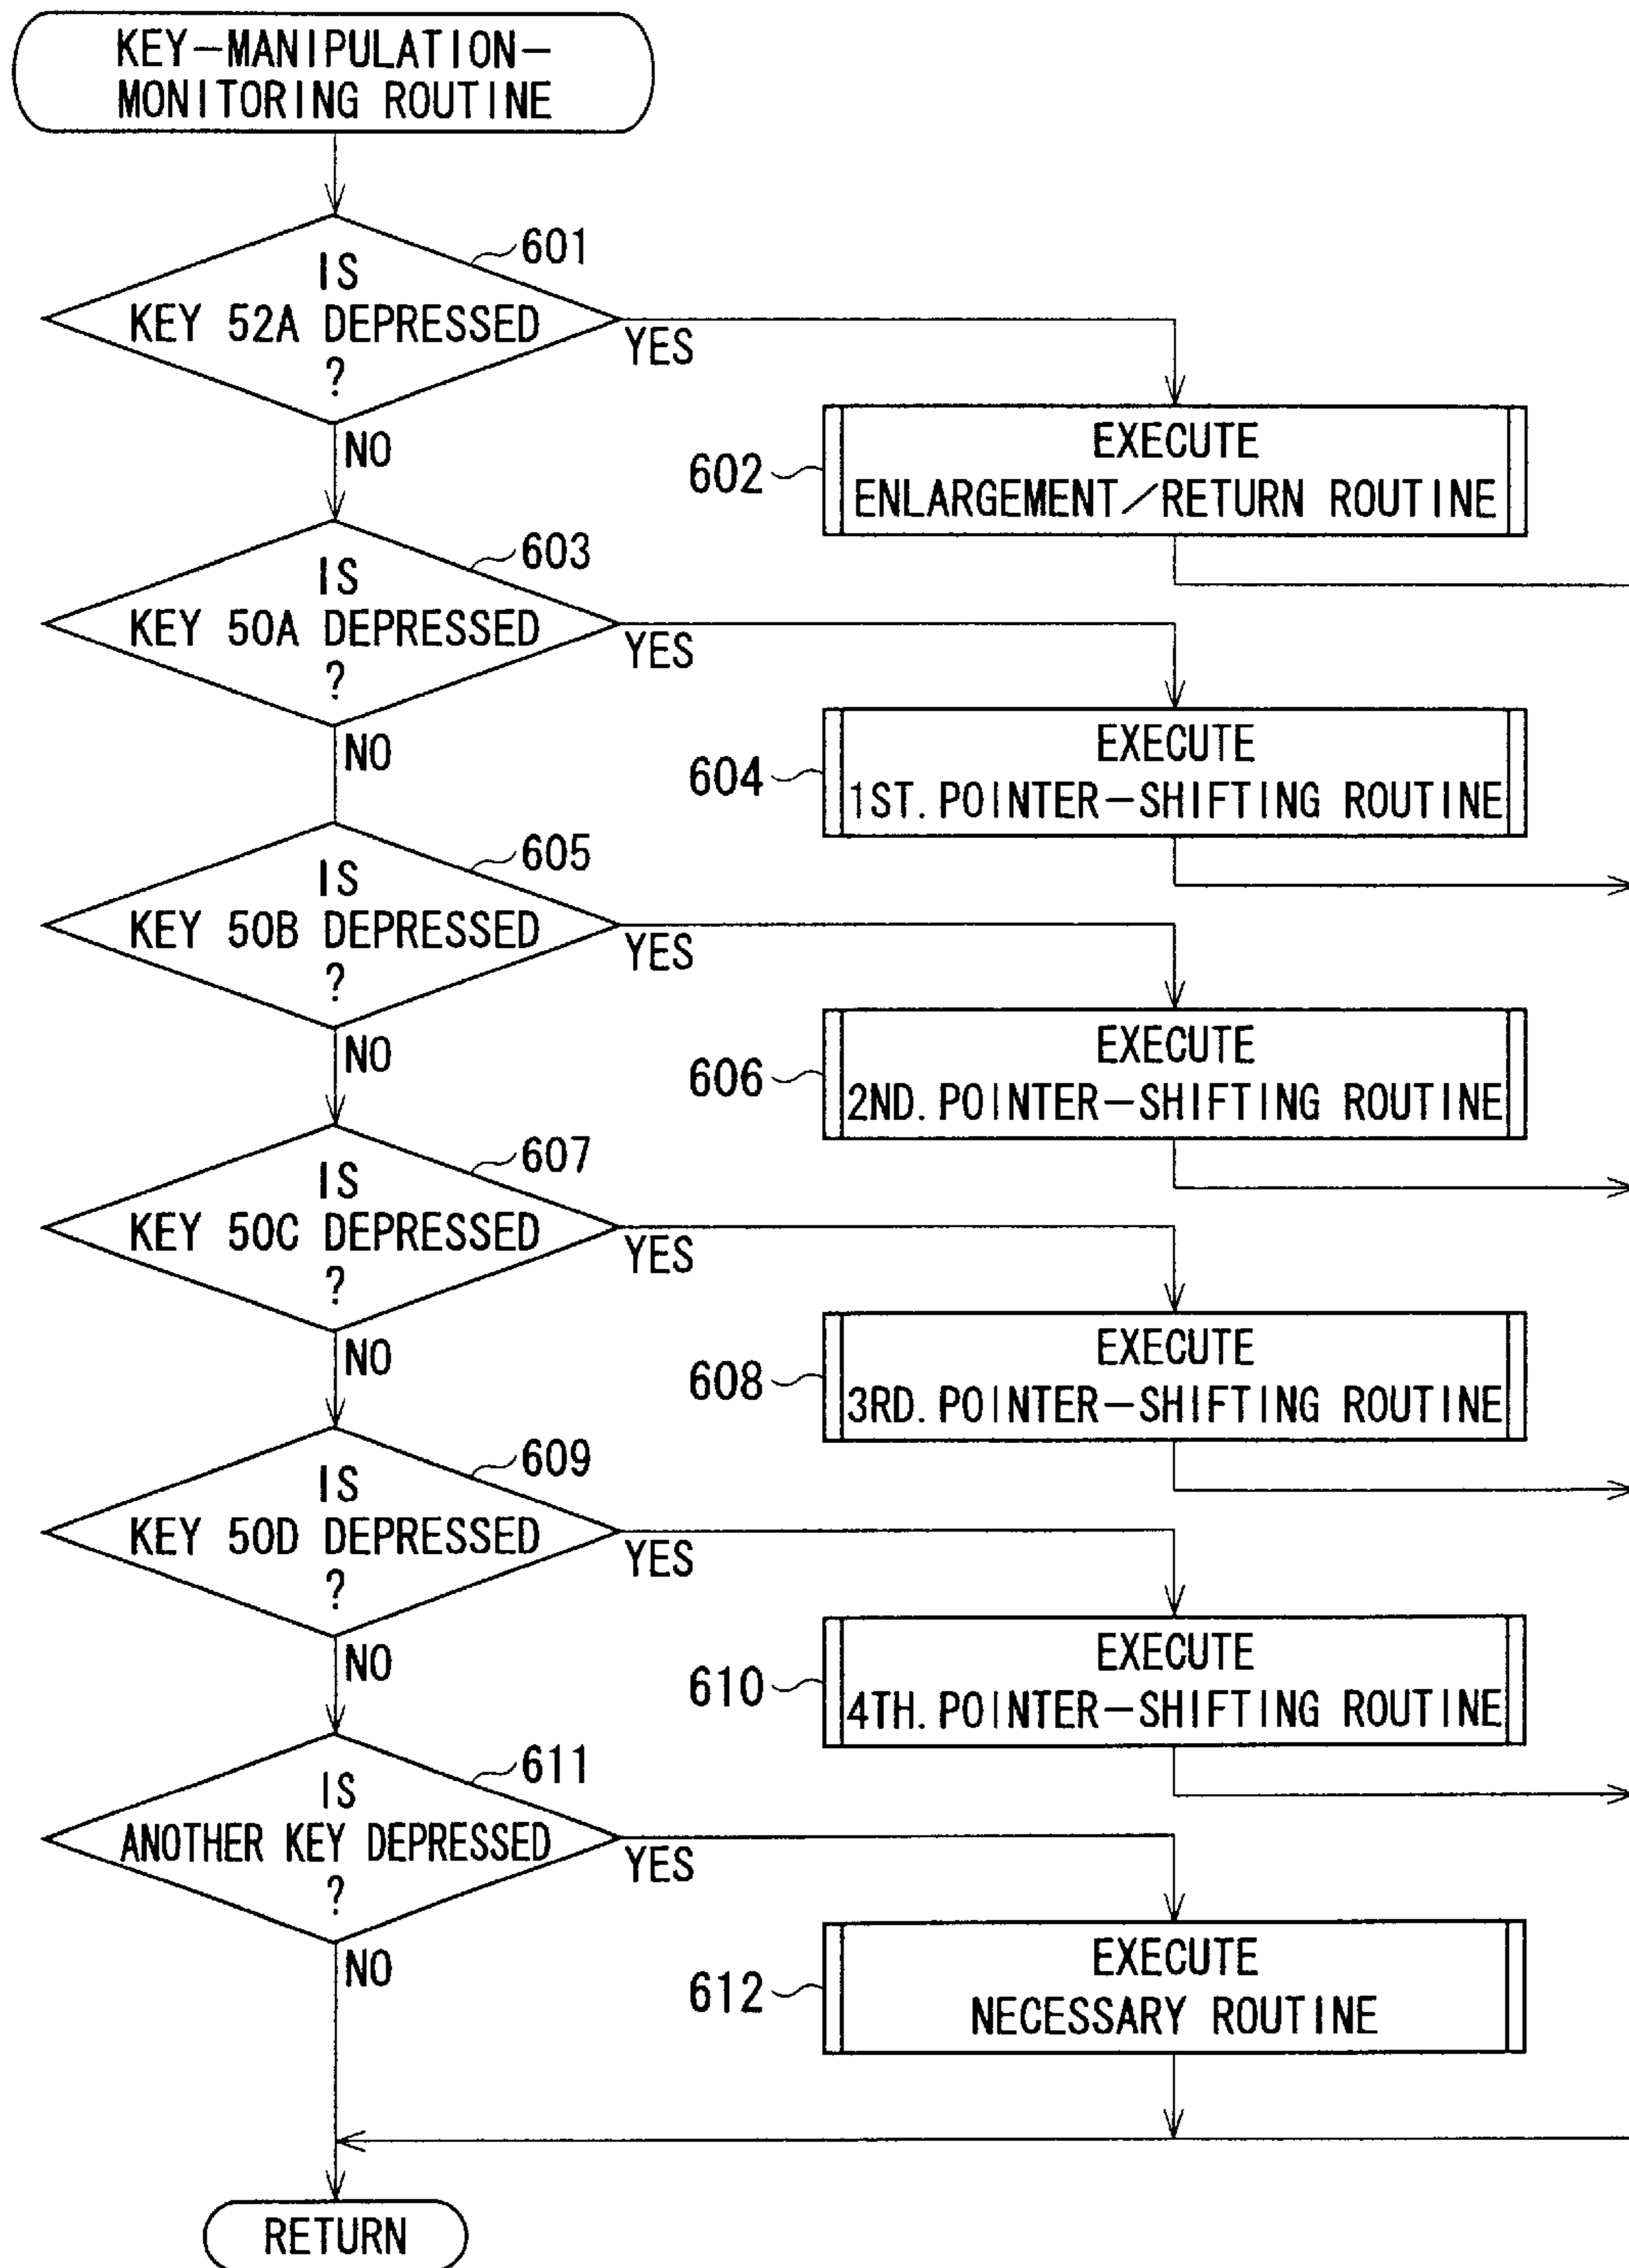 KEY-MANIPULATION-
MONITORING ROUTINE
601
IS
KEY 52A DEPRESSED
?
YES
NO
602
EXECUTE
ENLARGEMENT/RETURN ROUTINE
603
IS
KEY 50A DEPRESSED
?
YES
NO
604
EXECUTE
1ST. POINTER-SHIFTING ROUTINE
605
IS
KEY 50B DEPRESSED
?
YES
NO
606
EXECUTE
2ND. POINTER-SHIFTING ROUTINE
607
IS
KEY 50C DEPRESSED
?
YES
NO
608
EXECUTE
3RD. POINTER-SHIFTING ROUTINE
609
IS
KEY 50D DEPRESSED
?
YES
NO
610
EXECUTE
4TH. POINTER-SHIFTING ROUTINE
611
IS
ANOTHER KEY DEPRESSED
?
YES
NO
612
EXECUTE
NECESSARY ROUTINE
RETURN